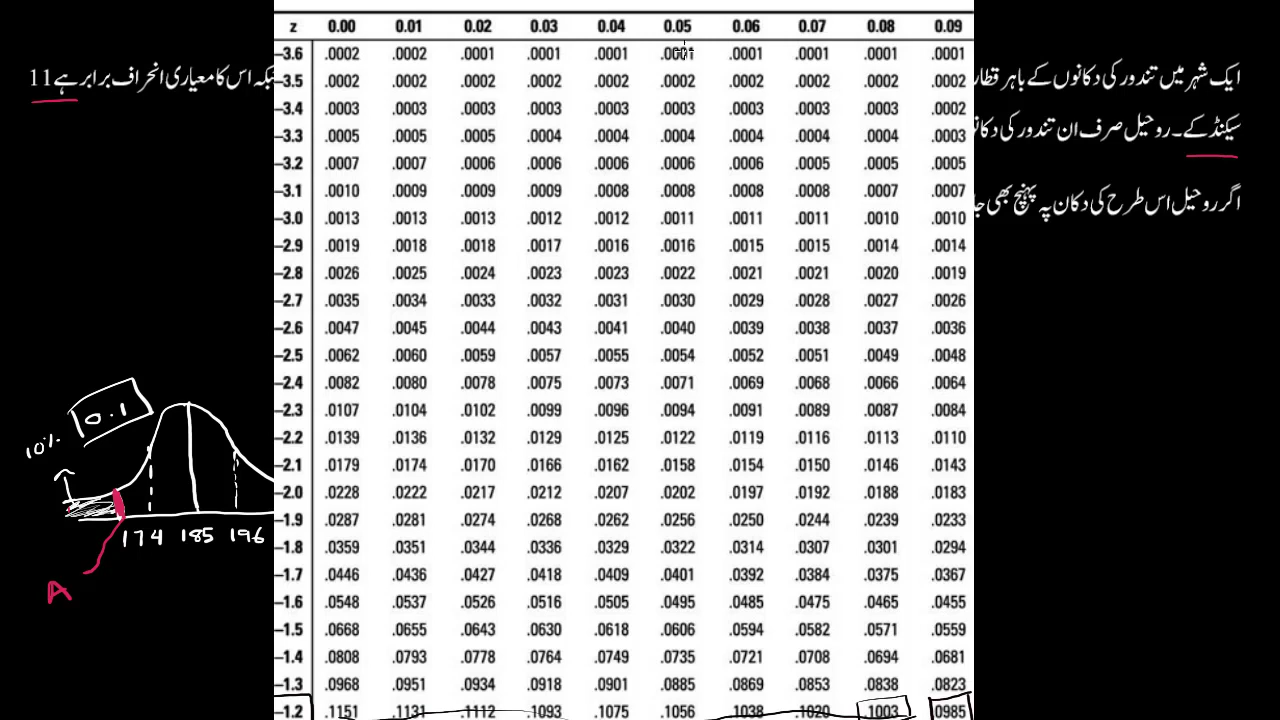 ایک شہر میں تندور کی دکانوں کے باہر قطار
کا معیاری انحراف برابر ہے 11
سیکنڈ کے۔ روحیل صرف ان تندور کی
اگر روحیل اس طرح کی دکان پہ پہنچ بھی
z 0.00 0.01 0.02 0.03 0.04 0.05 0.06 0.07 0.08 0.09
–3.6 .0002 .0002 .0001 .0001 .0001 .0001 .0001 .0001 .0001 .0001
–3.5 .0002 .0002 .0002 .0002 .0002 .0002 .0002 .0002 .0002 .0002
–3.4 .0003 .0003 .0003 .0003 .0003 .0003 .0003 .0003 .0003 .0002
–3.3 .0005 .0005 .0005 .0004 .0004 .0004 .0004 .0004 .0004 .0003
–3.2 .0007 .0007 .0006 .0006 .0006 .0006 .0006 .0005 .0005 .0005
–3.1 .0010 .0009 .0009 .0009 .0008 .0008 .0008 .0008 .0007 .0007
–3.0 .0013 .0013 .0013 .0012 .0012 .0011 .0011 .0011 .0010 .0010
–2.9 .0019 .0018 .0018 .0017 .0016 .0016 .0015 .0015 .0014 .0014
–2.8 .0026 .0025 .0024 .0023 .0023 .0022 .0021 .0021 .0020 .0019
–2.7 .0035 .0034 .0033 .0032 .0031 .0030 .0029 .0028 .0027 .0026
–2.6 .0047 .0045 .0044 .0043 .0041 .0040 .0039 .0038 .0037 .0036
–2.5 .0062 .0060 .0059 .0057 .0055 .0054 .0052 .0051 .0049 .0048
–2.4 .0082 .0080 .0078 .0075 .0073 .0071 .0069 .0068 .0066 .0064
–2.3 .0107 .0104 .0102 .0099 .0096 .0094 .0091 .0089 .0087 .0084
–2.2 .0139 .0136 .0132 .0129 .0125 .0122 .0119 .0116 .0113 .0110
–2.1 .0179 .0174 .0170 .0166 .0162 .0158 .0154 .0150 .0146 .0143
–2.0 .0228 .0222 .0217 .0212 .0207 .0202 .0197 .0192 .0188 .0183
–1.9 .0287 .0281 .0274 .0268 .0262 .0256 .0250 .0244 .0239 .0233
–1.8 .0359 .0351 .0344 .0336 .0329 .0322 .0314 .0307 .0301 .0294
–1.7 .0446 .0436 .0427 .0418 .0409 .0401 .0392 .0384 .0375 .0367
–1.6 .0548 .0537 .0526 .0516 .0505 .0495 .0485 .0475 .0465 .0455
–1.5 .0668 .0655 .0643 .0630 .0618 .0606 .0594 .0582 .0571 .0559
–1.4 .0808 .0793 .0778 .0764 .0749 .0735 .0721 .0708 .0694 .0681
–1.3 .0968 .0951 .0934 .0918 .0901 .0885 .0869 .0853 .0838 .0823
–1.2 .1151 .1131 .1112 .1093 .1075 .1056 .1038 .1020 .1003 .0985
0.1
10%
174 185 196
A